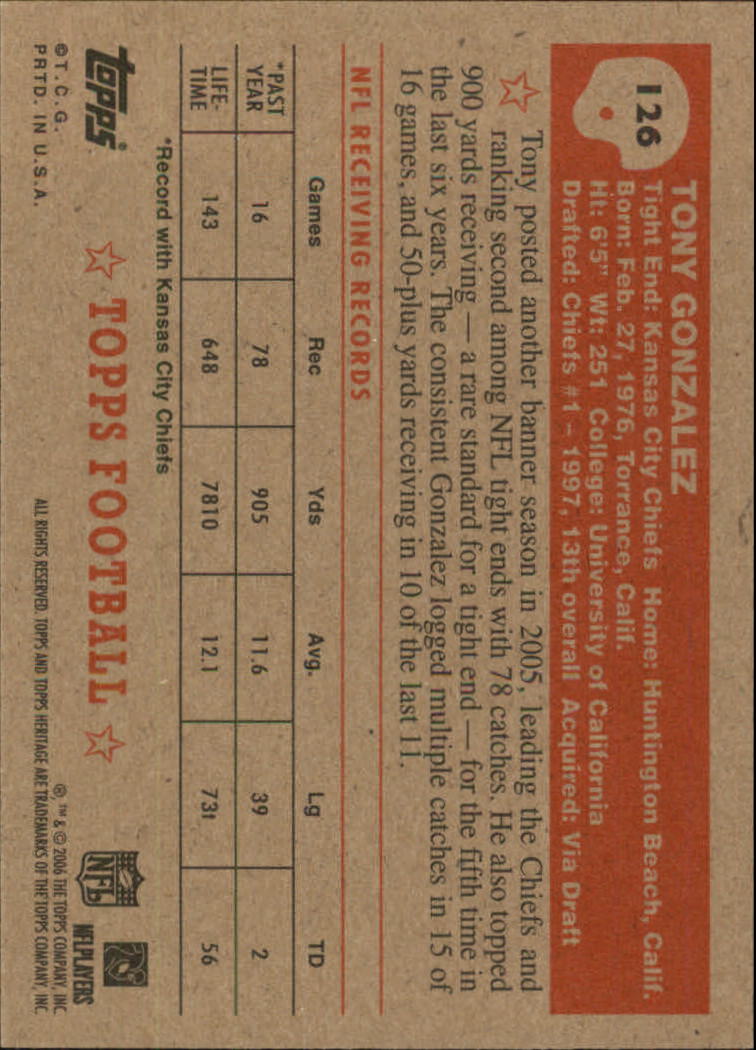 126
TONY GONZALEZ
Tight End: Kansas City Chiefs Home: Huntington Beach, Calif.
Born: Feb. 27, 1976, Torrance, Calif.
Ht: 6'5" Wt: 251 College: University of California
Drafted: Chiefs #1 – 1997, 13th overall Acquired: Via Draft
Tony posted another banner season in 2005, leading the Chiefs and
ranking second among NFL tight ends with 78 catches. He also topped
900 yards receiving — a rare standard for a tight end — for the fifth time in
the last six years. The consistent Gonzalez logged multiple catches in 15 of
16 games, and 50-plus yards receiving in 10 of the last 11.
NFL RECEIVING RECORDS
Games Rec Yds Avg. Lg TD
*PAST YEAR 16 78 905 11.6 39 2
LIFE-TIME 143 648 7810 12.1 73t 56
*Record with Kansas City Chiefs
topps® ☆ TOPPS FOOTBALL ☆ NFL NFLPLAYERS
©T.C.G.
PRTD. IN U.S.A.
® ™ & © 2006 THE TOPPS COMPANY, INC
ALL RIGHTS RESERVED. TOPPS AND TOPPS HERITAGE ARE TRADEMARKS OF THE TOPPS COMPANY, INC.